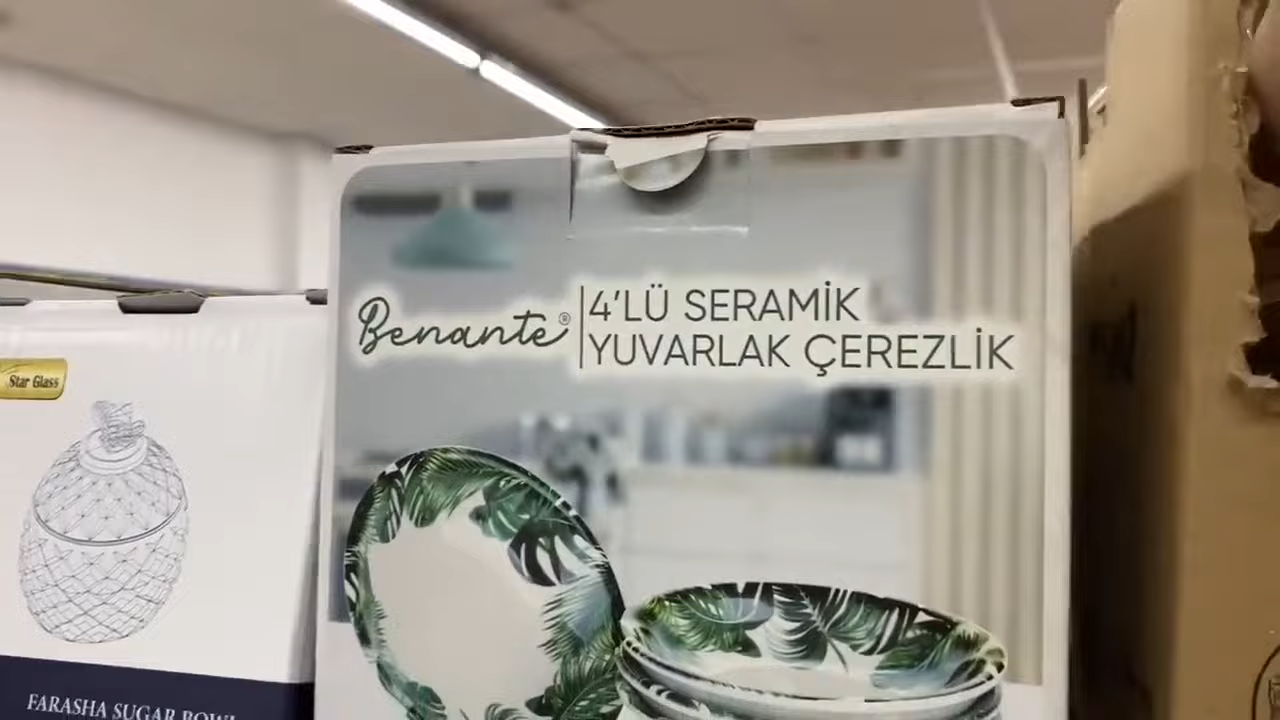 Benante®
4'LÜ SERAMİK
YUVARLAK ÇEREZLİK
Star Glass
FARASHA SUGAR BOWL